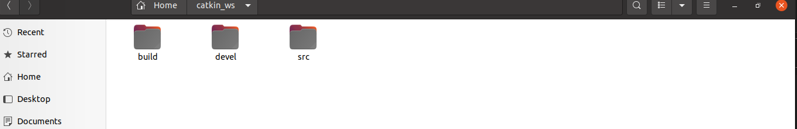 Home catkin_ws
Recent
Starred
Home
Desktop
Documents
build devel src